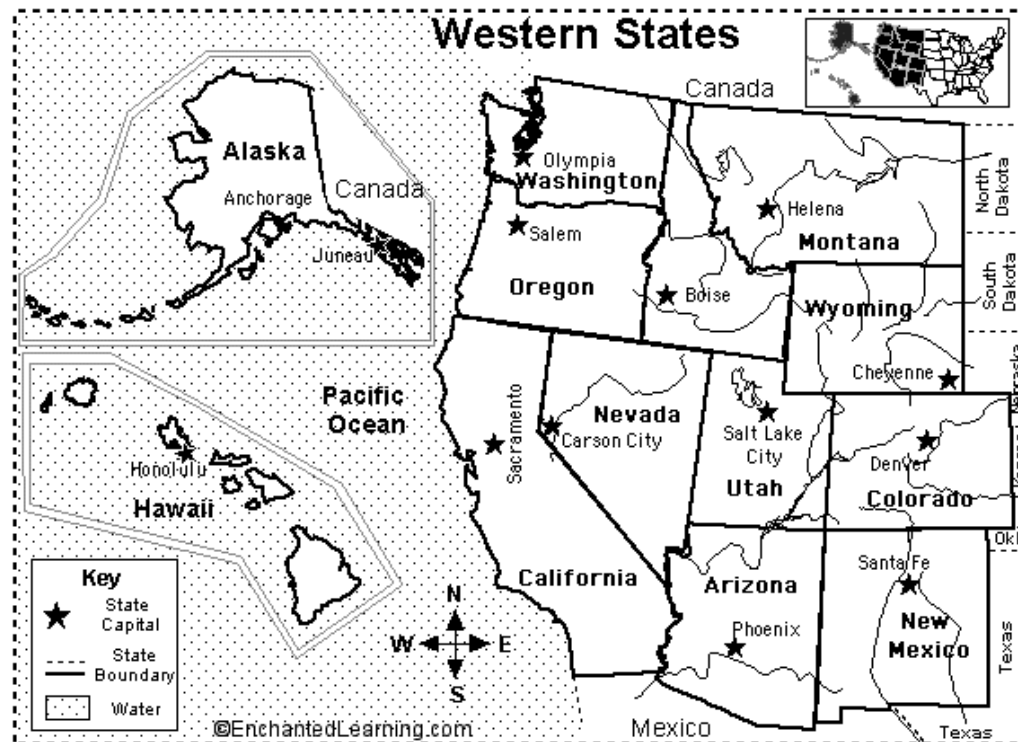 Western States
Canada
Alaska
Anchorage
Canada
Juneau
Olympia
Washington
Salem
Oregon
Boise
Helena
Montana
Wyoming
Cheyenne
North
Dakota
South
Dakota
Nebraska
Pacific
Ocean
Sacramento
Nevada
Carson City
Salt Lake
City
Utah
Denver
Colorado
Honolulu
Hawaii
California
Arizona
Phoenix
Santa Fe
New
Mexico
Okl
Texas
Texas
Mexico
N
W
E
S
Key
State
Capital
State
Boundary
Water
©EnchantedLearning.com